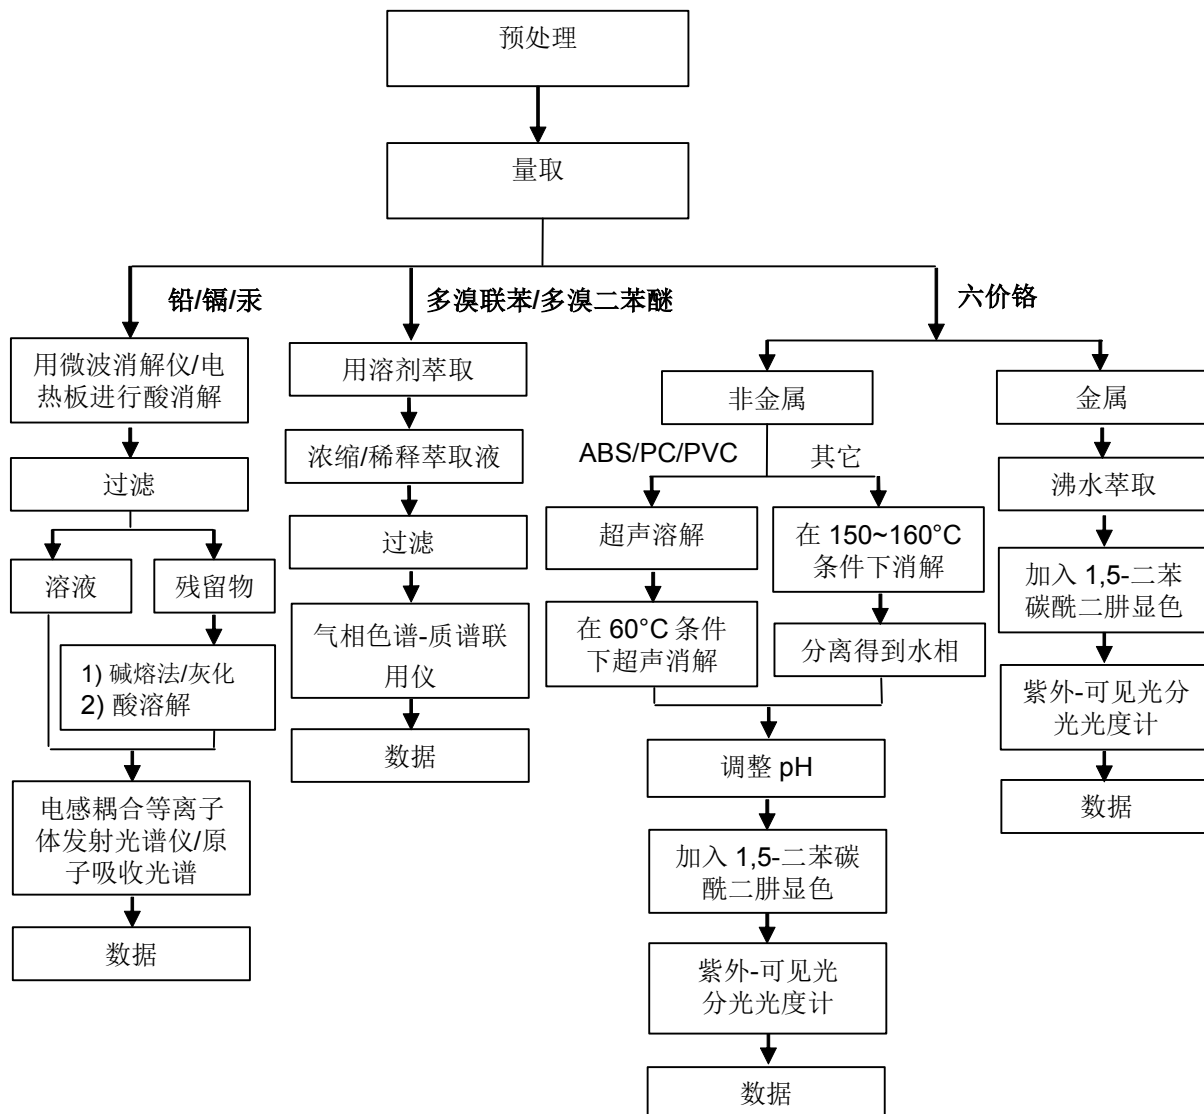 预处理
量取
铅/镉/汞
多溴联苯/多溴二苯醚
六价铬
用微波消解仪/电
热板进行酸消解
过滤
溶液
残留物
1) 碱熔法/灰化
2) 酸溶解
电感耦合等离子
体发射光谱仪/原
子吸收光谱
数据
用溶剂萃取
浓缩/稀释萃取液
过滤
气相色谱-质谱联
用仪
数据
非金属
ABS/PC/PVC
其它
超声溶解
在 60°C 条件
下超声消解
在 150~160°C
条件下消解
分离得到水相
调整 pH
加入 1,5-二苯碳
酰二肼显色
紫外-可见光
分光光度计
数据
金属
沸水萃取
加入 1,5-二苯
碳酰二肼显色
紫外-可见光分
光光度计
数据